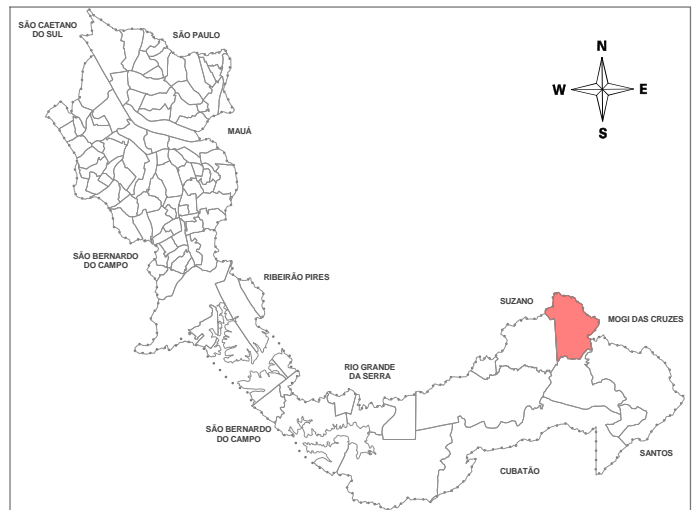 SÃO CAETANO
DO SUL
SÃO PAULO
N
W
E
S
MAUÁ
SÃO BERNARDO
DO CAMPO
RIBEIRÃO PIRES
SUZANO
MOGI DAS CRUZES
RIO GRANDE
DA SERRA
SÃO BERNARDO
DO CAMPO
SANTOS
CUBATÃO